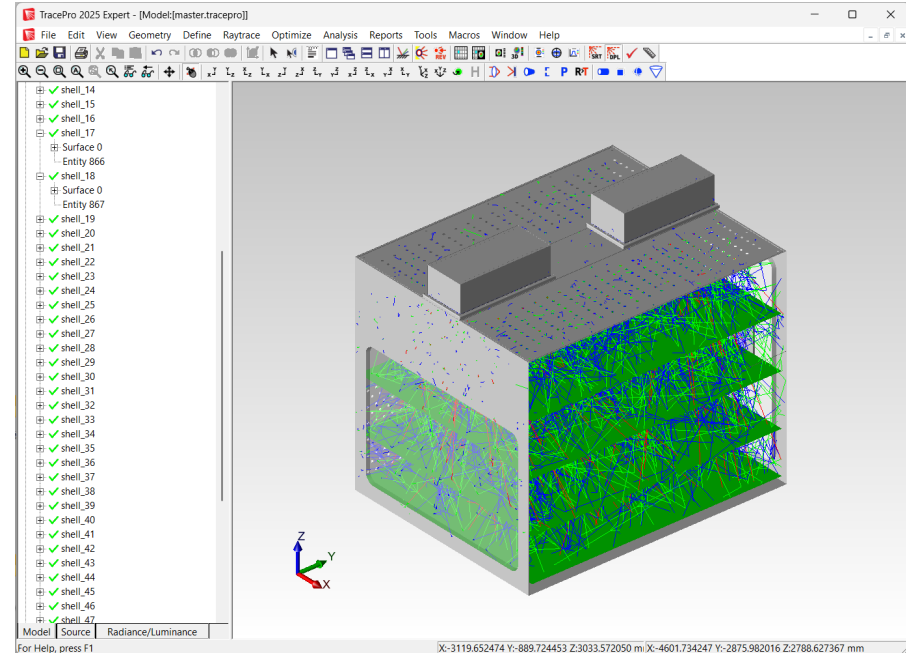 TracePro 2025 Expert - [Model:[master.tracepro]]
File Edit View Geometry Define Raytrace Optimize Analysis Reports Tools Macros Window Help
shell_14
shell_15
shell_16
shell_17
Surface 0
Entity 866
shell_18
Surface 0
Entity 867
shell_19
shell_20
shell_21
shell_22
shell_23
shell_24
shell_25
shell_26
shell_27
shell_28
shell_29
shell_30
shell_31
shell_32
shell_33
shell_34
shell_35
shell_36
shell_37
shell_38
shell_39
shell_40
shell_41
shell_42
shell_43
shell_44
shell_45
shell_46
shell_47
Z
Y
X
Model Source Radiance/Luminance
For Help, press F1
X:-3119.652474 Y:-889.724453 Z:3033.572050 m X:-4601.734247 Y:-2875.982016 Z:2788.627367 mm